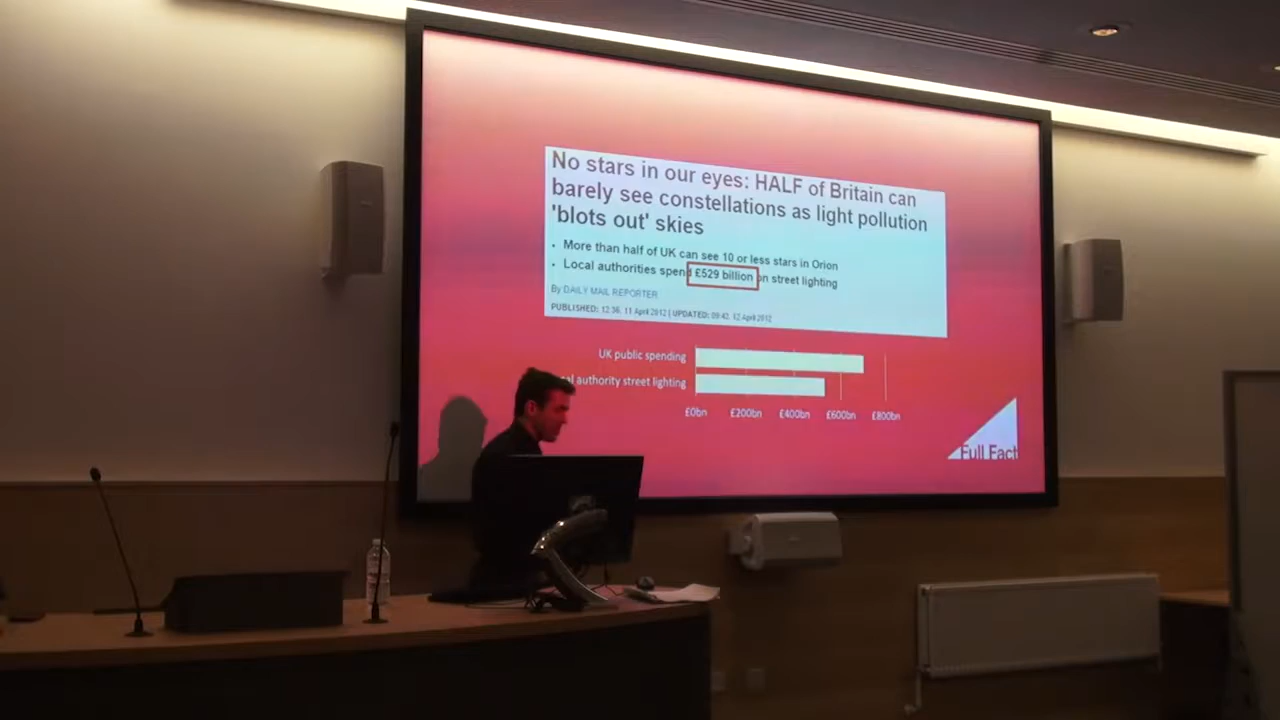 No stars in our eyes: HALF of Britain can
barely see constellations as light pollution
'blots out' skies
• More than half of UK can see 10 or less stars in Orion
• Local authorities spend £529 billion on street lighting
By DAILY MAIL REPORTER
PUBLISHED: 12:36, 11 April 2012 | UPDATED: 09:42, 12 April 2012
UK public spending
authority street lighting
£0bn £200bn £400bn £600bn £800bn
Full Fact